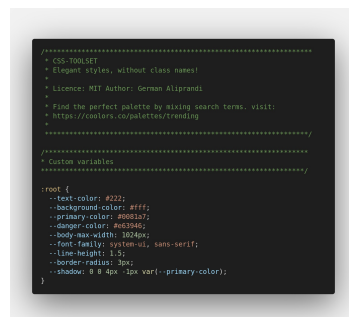 /******************************************************************
* CSS-TOOLSET
* Elegant styles, without class names!
*
* Licence: MIT Author: German Aliprandi
*
* Find the perfect palette by mixing search terms. visit:
* https://coolors.co/palettes/trending
*
*****************************************************************/
/*****************************************************************
* Custom variables
*****************************************************************/
:root {
--text-color: #222;
--background-color: #fff;
--primary-color: #0081a7;
--danger-color: #e63946;
--body-max-width: 1024px;
--font-family: system-ui, sans-serif;
--line-height: 1.5;
--border-radius: 3px;
--shadow: 0 0 4px -1px var(--primary-color);
}